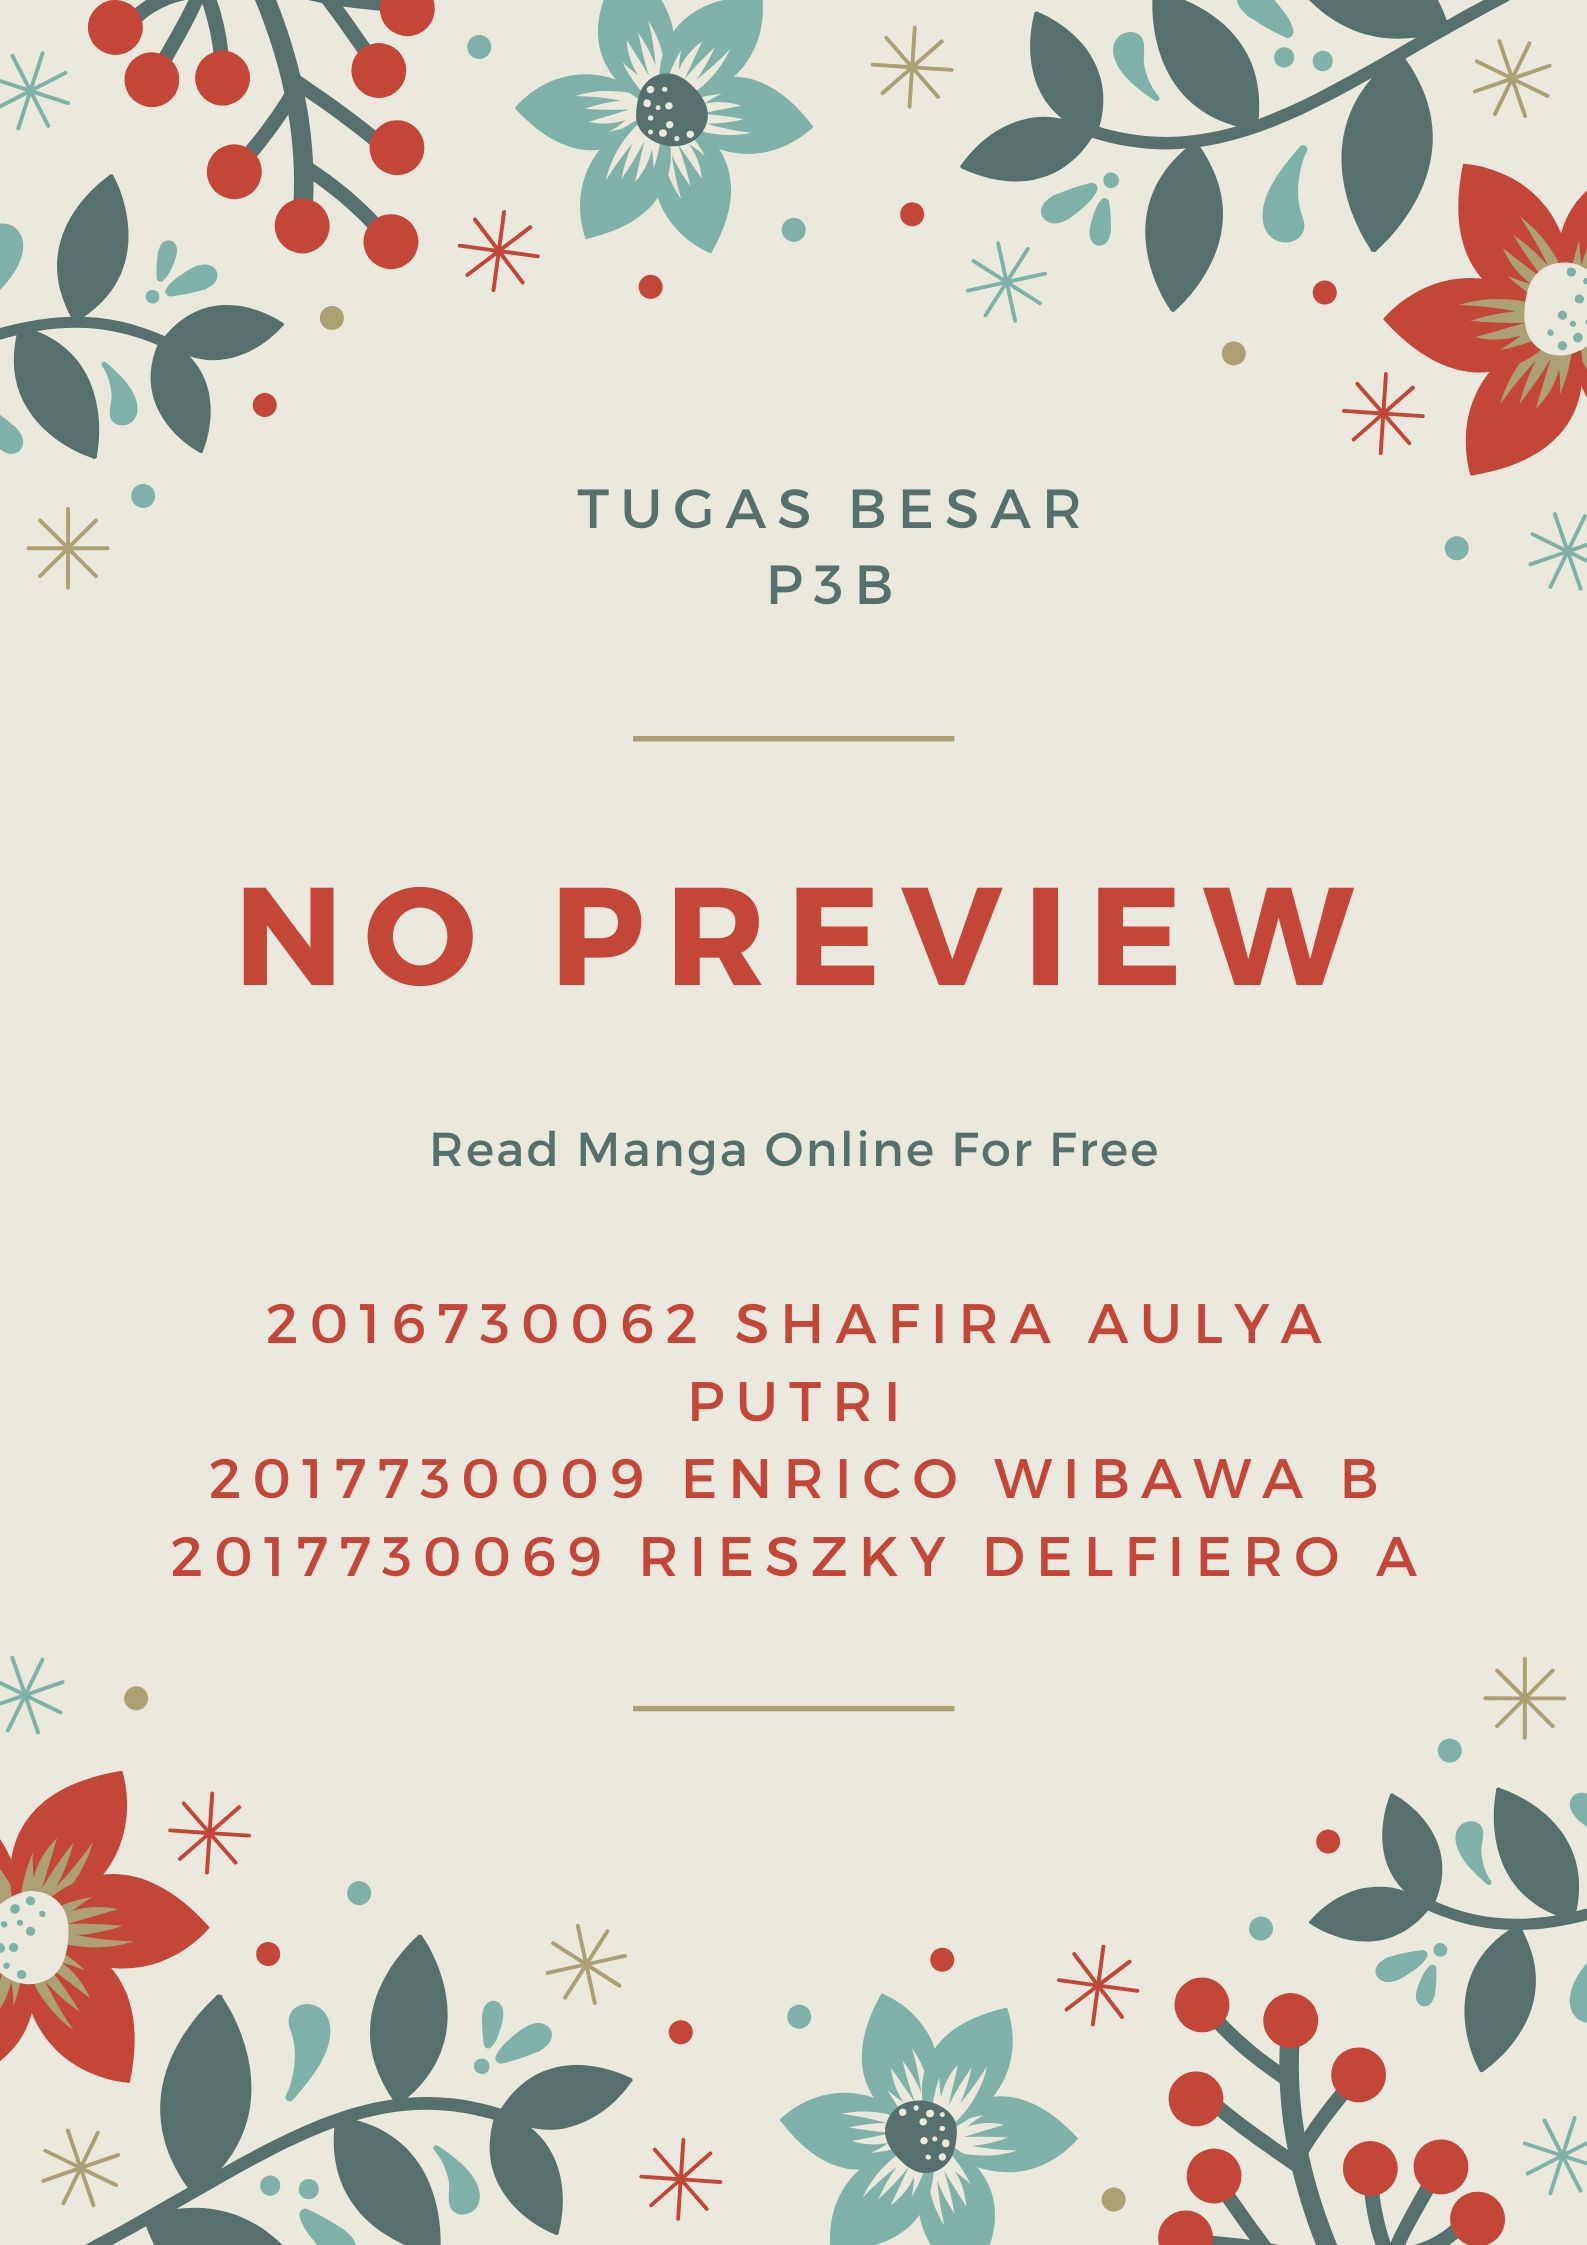 TUGAS BESAR
P3B
NO PREVIEW
Read Manga Online For Free
2016730062 SHAFIRA AULYA
PUTRI
2017730009 ENRICO WIBAWA B
2017730069 RIESZKY DELFIERO A